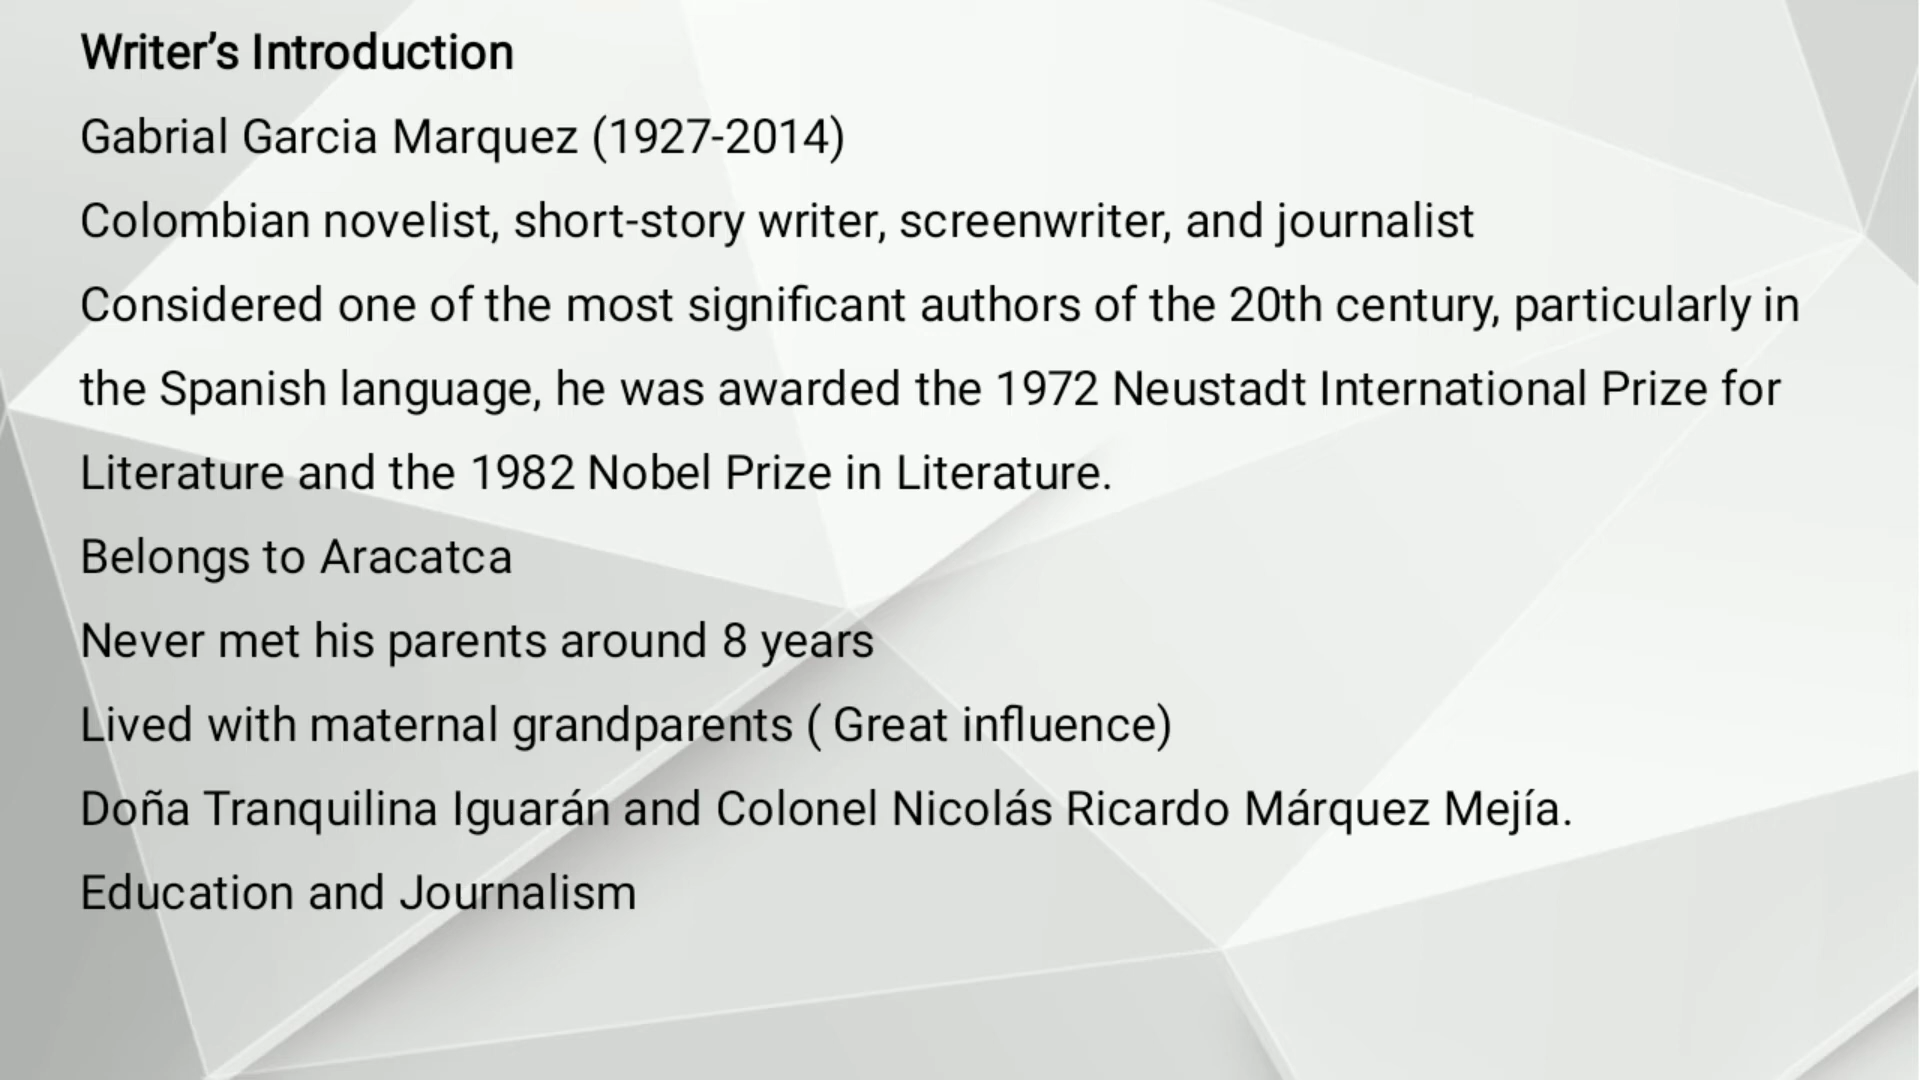 Writer’s Introduction
Gabrial Garcia Marquez (1927-2014)
Colombian novelist, short-story writer, screenwriter, and journalist
Considered one of the most significant authors of the 20th century, particularly in
the Spanish language, he was awarded the 1972 Neustadt International Prize for
Literature and the 1982 Nobel Prize in Literature.
Belongs to Aracatca
Never met his parents around 8 years
Lived with maternal grandparents ( Great influence)
Doña Tranquilina Iguarán and Colonel Nicolás Ricardo Márquez Mejía.
Education and Journalism